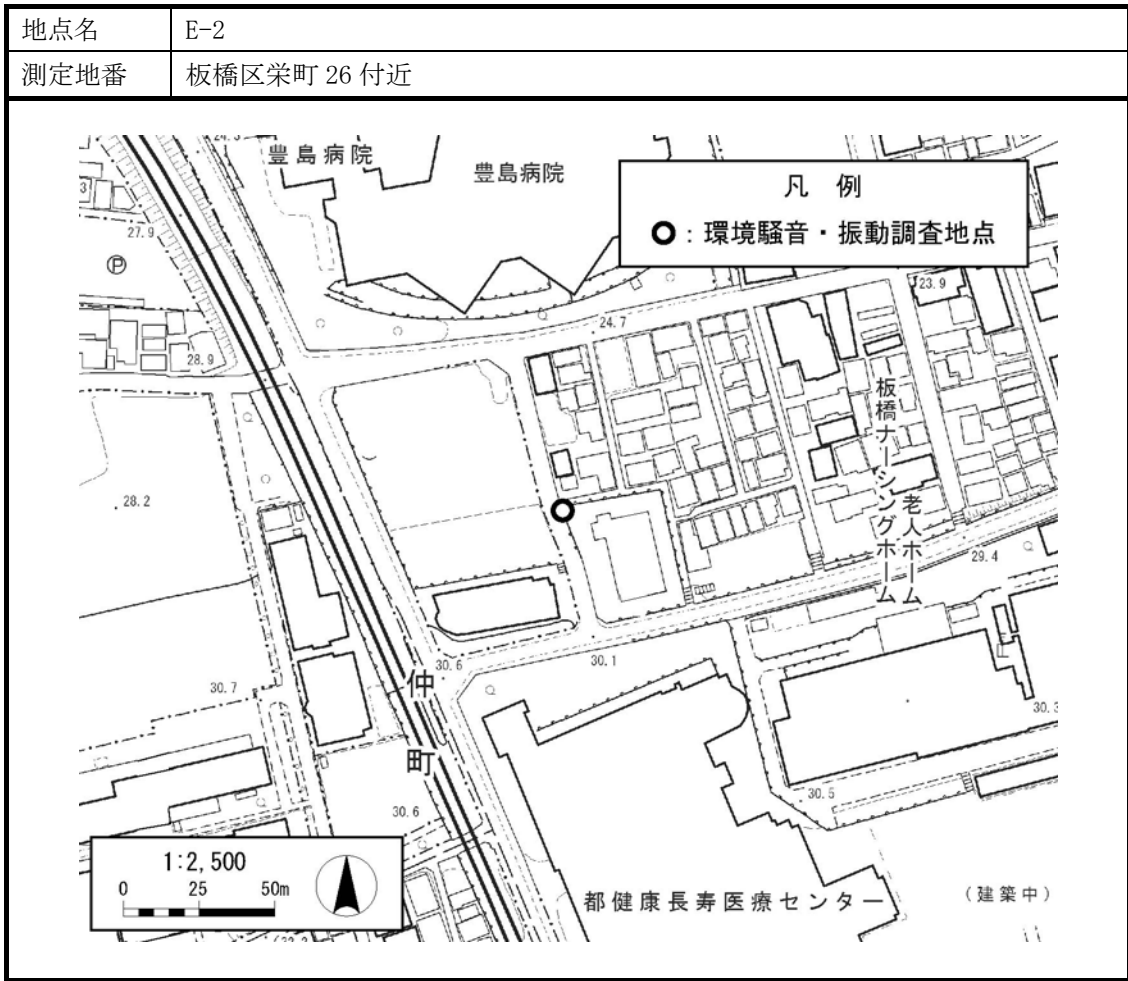 地点名 E-2
測定地番 板橋区栄町 26 付近
豊島病院
豊島病院
凡 例
：環境騒音・振動調査地点
27.9
Ⓟ
23.9
24.7
28.9
板橋ナーシングホーム
老人ホーム
28.2
29.4
30.6
30.1
30.7
仲町
30.3
30.5
30.6
1:2,500
0 25 50m
都健康長寿医療センター
(建築中)